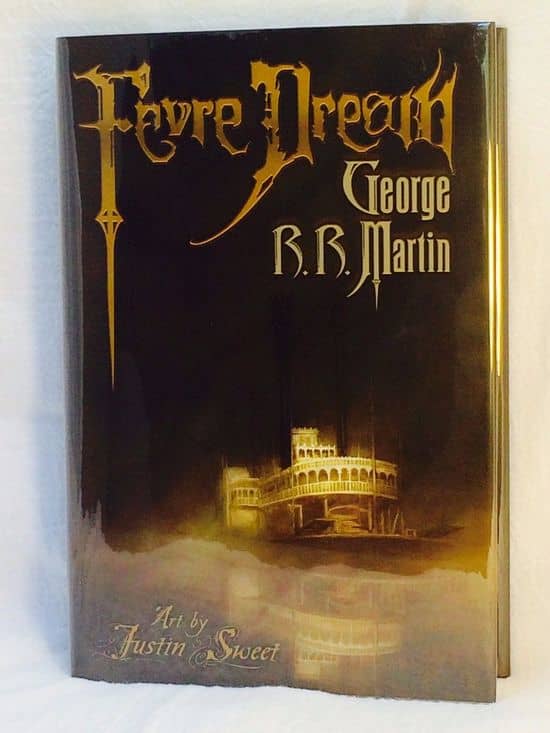 Fevre Dream
George
R. R. Martin
Art by
Justin Sweet